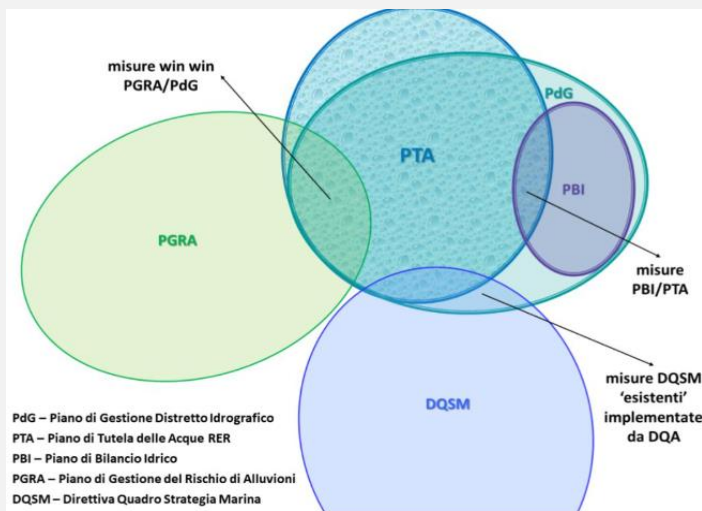 misure win win
PGRA/PdG
PdG
PTA
PBI
PGRA
misure
PBI/PTA
misure DQSM
'esistenti'
implementate
da DQA
DQSM
PdG – Piano di Gestione Distretto Idrografico
PTA – Piano di Tutela delle Acque RER
PBI – Piano di Bilancio Idrico
PGRA – Piano di Gestione del Rischio di Alluvioni
DQSM – Direttiva Quadro Strategia Marina